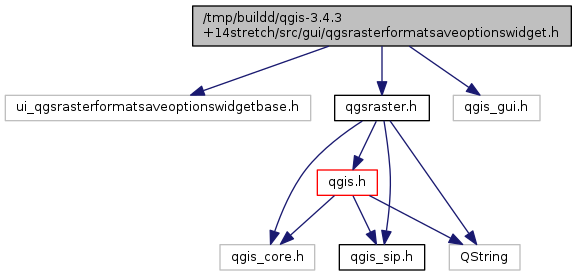 /tmp/buildd/qgis-3.4.3
+14stretch/src/gui/qgsrasterformatsaveoptionswidget.h
ui_qgsrasterformatsaveoptionswidgetbase.h
qgsraster.h
qgis_gui.h
qgis.h
qgis_core.h
qgis_sip.h
QString